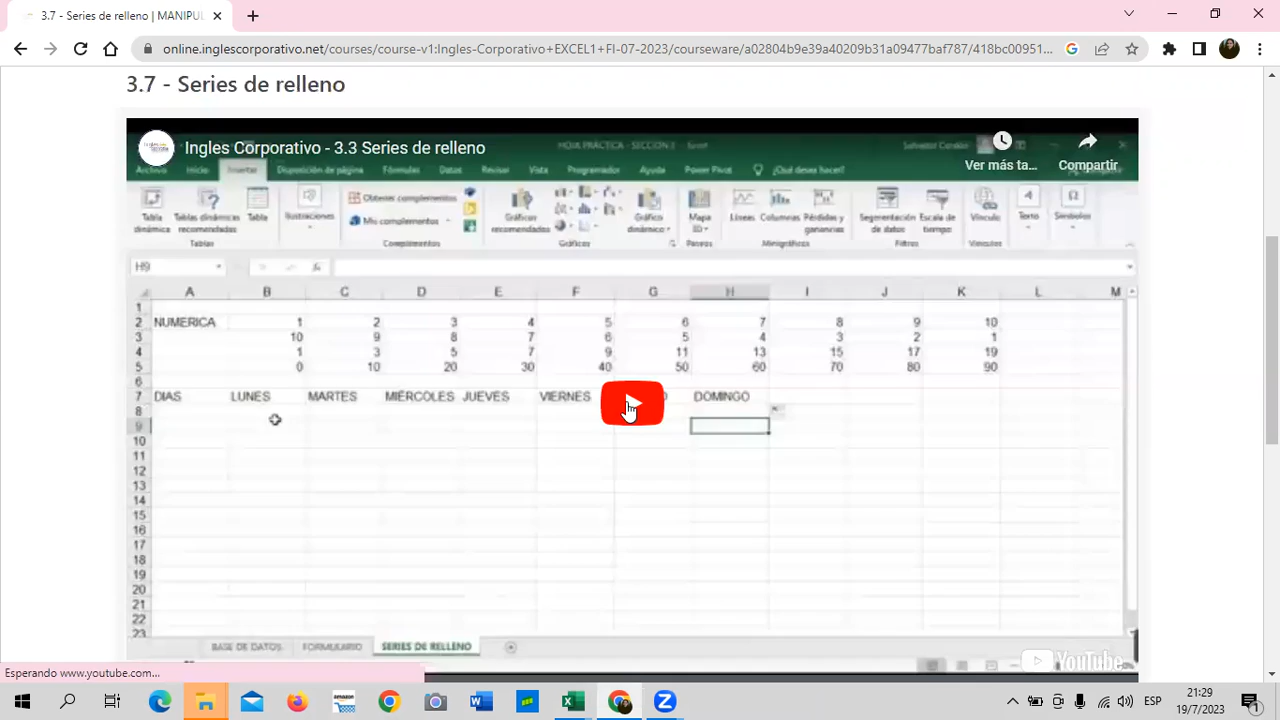 3.7 - Series de relleno | MANIPUL
online.inglescorporativo.net/courses/course-v1:Ingles-Corporativo+EXCEL1+FI-07-2023/courseware/a02804b9e39a40209b31a09477baf787/418bc00951...
3.7 - Series de relleno
Ingles Corporativo - 3.3 Series de relleno
HOJA PRÁCTICA - SECCION 3
Ver más ta...
Compartir
Archivo Inicio Insertar Disposición de página Fórmulas Datos Revisar Vista Programador Ayuda Power Pivot ¿Qué desea hacer?
Tabla dinámica Tablas dinámicas recomendadas Tabla Ilustraciones Obtener complementos Mis complementos Gráficos recomendados Gráfico dinámico Mapa 3D Líneas Columnas Pérdidas y ganancias Segmentación de datos Escala de tiempo Vínculo Texto Símbolos
Tablas Complementos Gráficos Paseos Minigráficos Filtros Vínculos
H9 fx
A B C D E F G H I J K L M
1
2 NUMERICA 1 2 3 4 5 6 7 8 9 10
3 10 9 8 7 6 5 4 3 2 1
4 1 3 5 7 9 11 13 15 17 19
5 0 10 20 30 40 50 60 70 80 90
6
7 DIAS LUNES MARTES MIÉRCOLES JUEVES VIERNES DOMINGO
8
9
10
11
12
13
14
15
16
17
18
19
20
21
22
23
BASE DE DATOS FORMULARIO SERIES DE RELLENO
YouTube
Esperando www.youtube.com...
ESP
21:29
19/7/2023